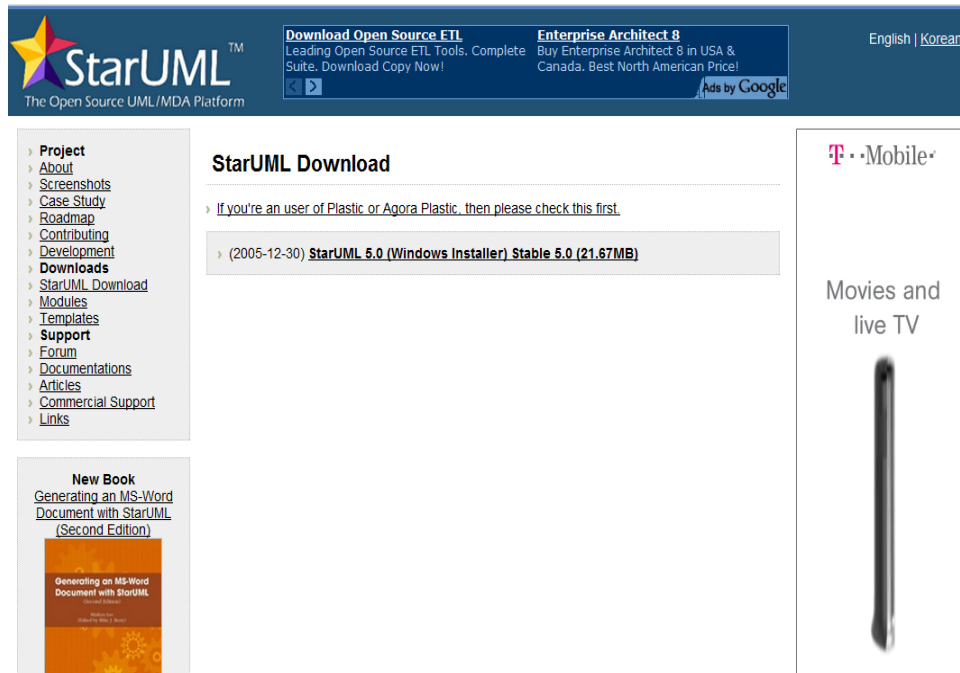 StarUML™
The Open Source UML/MDA Platform
Download Open Source ETL
Leading Open Source ETL Tools. Complete
Suite. Download Copy Now!
Enterprise Architect 8
Buy Enterprise Architect 8 in USA &
Canada. Best North American Price!
Ads by Google
English | Korean
Project
About
Screenshots
Case Study
Roadmap
Contributing
Development
Downloads
StarUML Download
Modules
Templates
Support
Forum
Documentations
Articles
Commercial Support
Links
New Book
Generating an MS-Word
Document with StarUML
(Second Edition)
Generating an MS-Word
Document with StarUML
(Second Edition)
StarUML Download
If you're an user of Plastic or Agora Plastic, then please check this first.
(2005-12-30) StarUML 5.0 (Windows Installer) Stable 5.0 (21.67MB)
T··Mobile·
Movies and
live TV